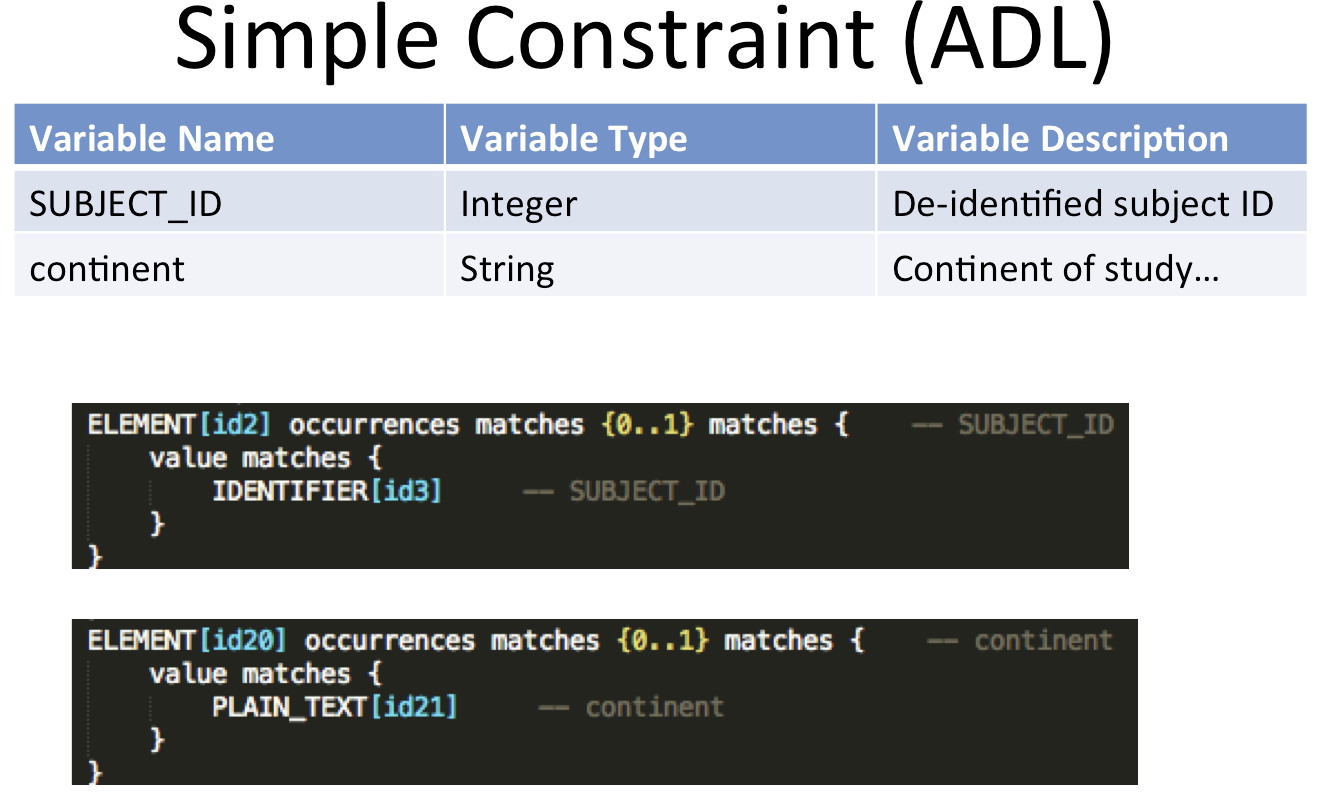 Simple Constraint (ADL)
Variable Name Variable Type Variable Description
SUBJECT_ID Integer De-identified subject ID
continent String Continent of study…
ELEMENT[id2] occurrences matches {0..1} matches { -- SUBJECT_ID
value matches {
IDENTIFIER[id3] -- SUBJECT_ID
}
}
ELEMENT[id20] occurrences matches {0..1} matches { -- continent
value matches {
PLAIN_TEXT[id21] -- continent
}
}